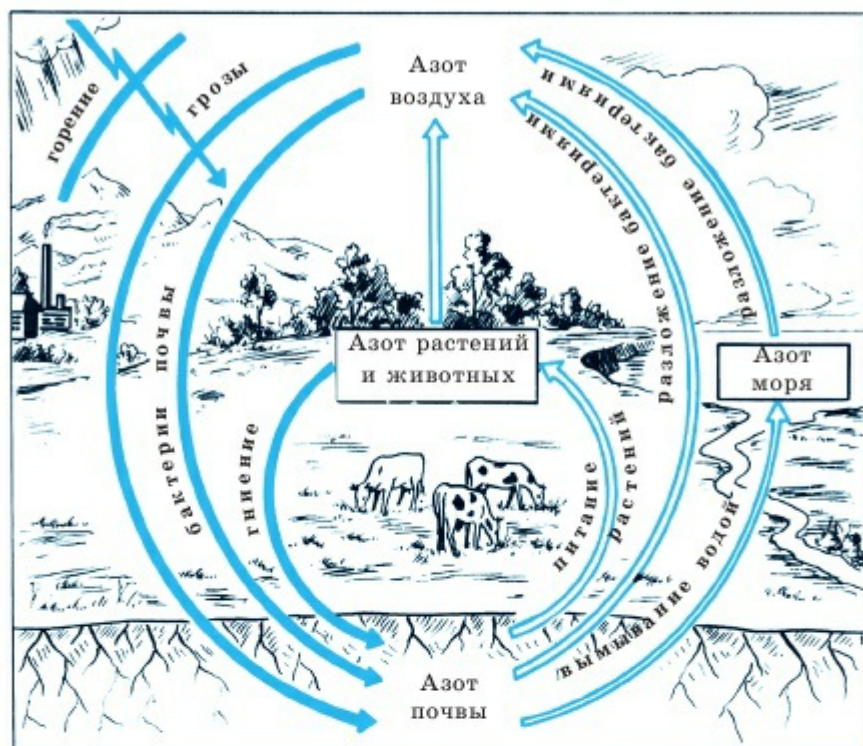 Азот
воздуха
горение
грозы
разложение бактериями
разложение бактериями
бактерии почвы
Азот растений
и животных
Азот
моря
гниение
питание растений
вымывание водой
Азот
почвы